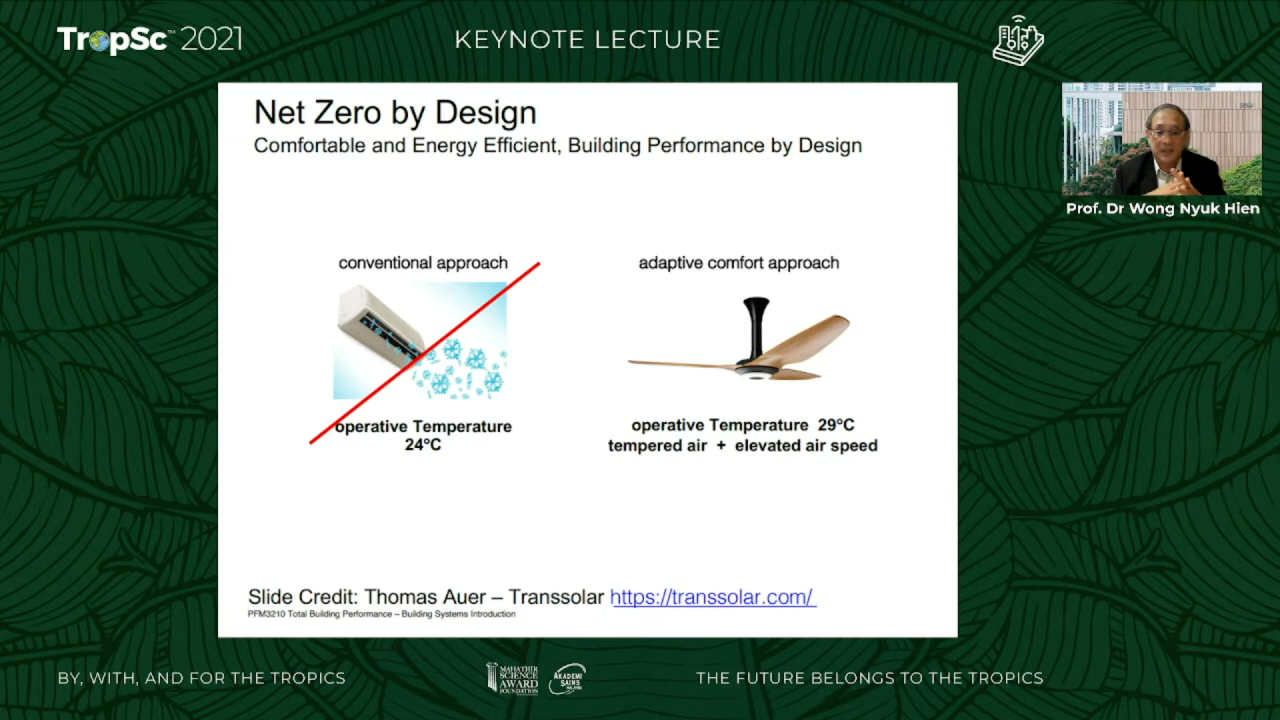 TropSc™ 2021
KEYNOTE LECTURE
Net Zero by Design
Comfortable and Energy Efficient, Building Performance by Design
Prof. Dr Wong Nyuk Hien
conventional approach
operative Temperature
24°C
adaptive comfort approach
operative Temperature 29°C
tempered air + elevated air speed
Slide Credit: Thomas Auer – Transsolar https://transsolar.com/
PFM3210 Total Building Performance – Building Systems Introduction
BY, WITH, AND FOR THE TROPICS
MAHATHIR
SCIENCE
AWARD
FOUNDATION
AKADEMI
SAINS
THE FUTURE BELONGS TO THE TROPICS